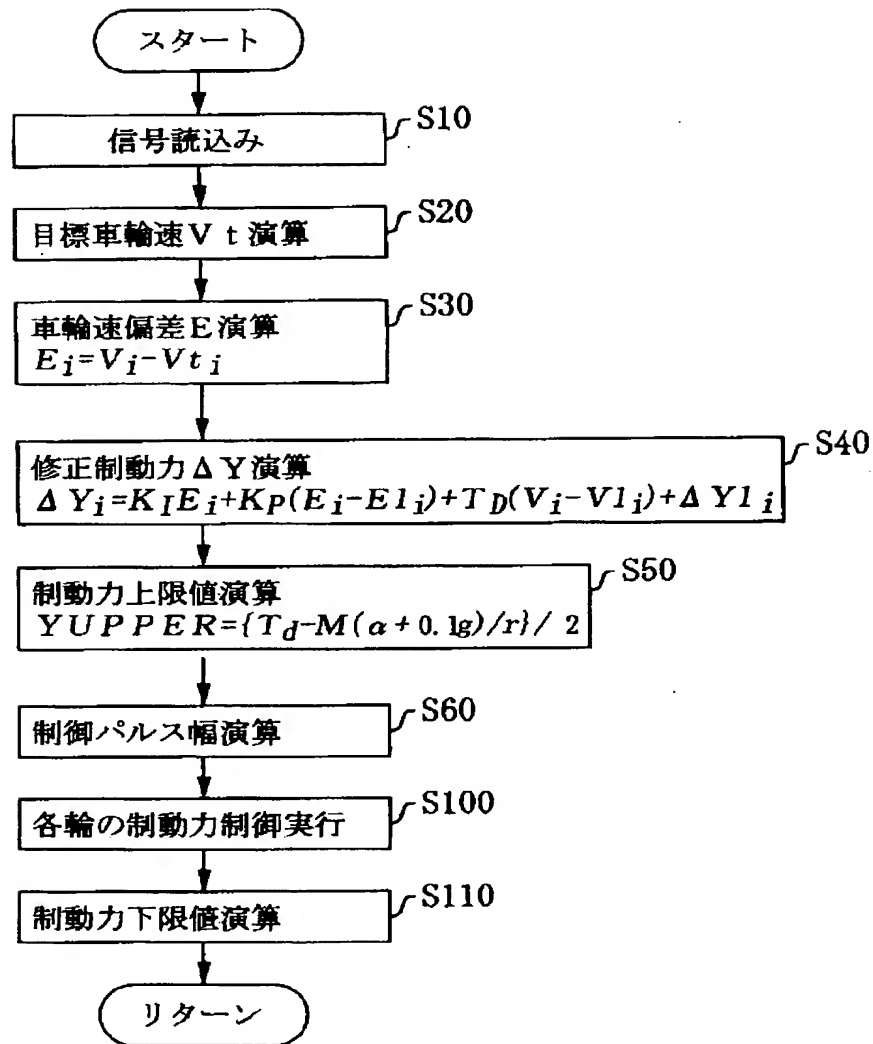 スタート
S10
信号読込み
S20
目標車輪速Ｖｔ演算
S30
車輪速偏差Ｅ演算
Ei=Vi-Vti
S40
修正制動力ΔＹ演算
ΔYi=KIEi+KP(Ei-E1i)+TD(Vi-V1i)+ΔY1i
S50
制動力上限値演算
YUPPER={Td-M(α+0.1g)/r}/2
S60
制御パルス幅演算
S100
各輪の制動力制御実行
S110
制動力下限値演算
リターン